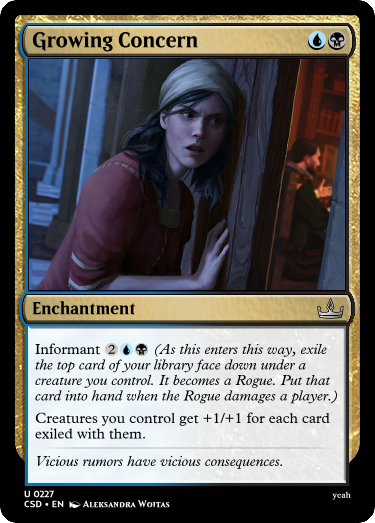 Growing Concern
Enchantment
Informant 2 (As this enters this way, exile
the top card of your library face down under a
creature you control. It becomes a Rogue. Put that
card into hand when the Rogue damages a player.)
Creatures you control get +1/+1 for each card
exiled with them.
Vicious rumors have vicious consequences.
U 0227
yeah
CSD • EN ALEKSANDRA WOJTAS